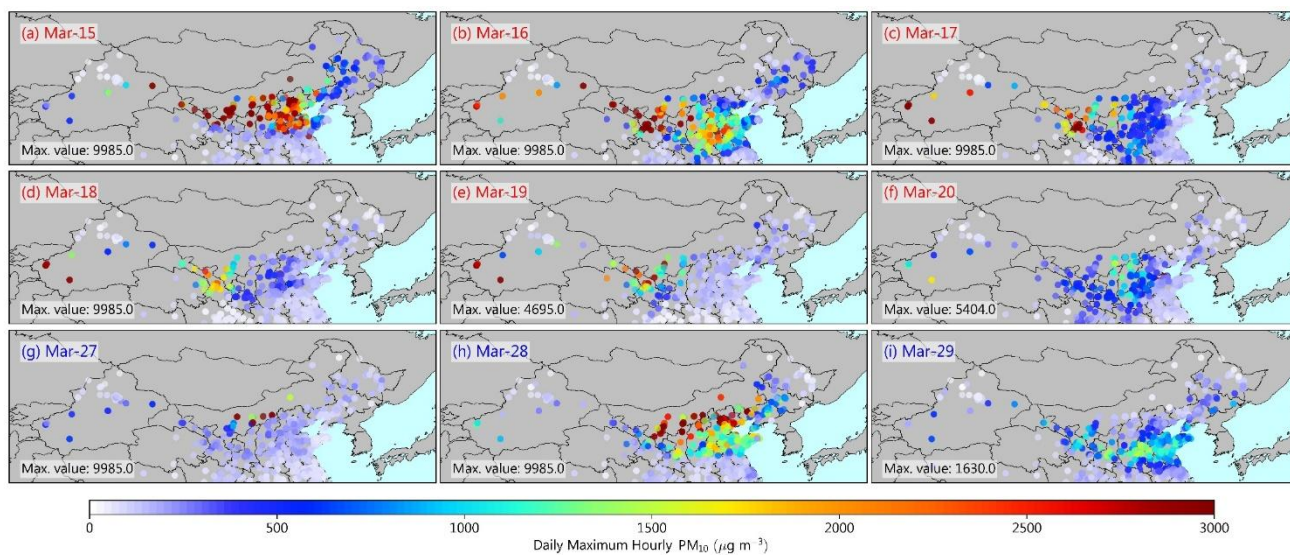 (a) Mar-15
Max. value: 9985.0
(b) Mar-16
Max. value: 9985.0
(c) Mar-17
Max. value: 9985.0
(d) Mar-18
Max. value: 9985.0
(e) Mar-19
Max. value: 4695.0
(f) Mar-20
Max. value: 5404.0
(g) Mar-27
Max. value: 9985.0
(h) Mar-28
Max. value: 9985.0
(i) Mar-29
Max. value: 1630.0
0 500 1000 1500 2000 2500 3000
Daily Maximum Hourly PM₁₀ (μg m⁻³)